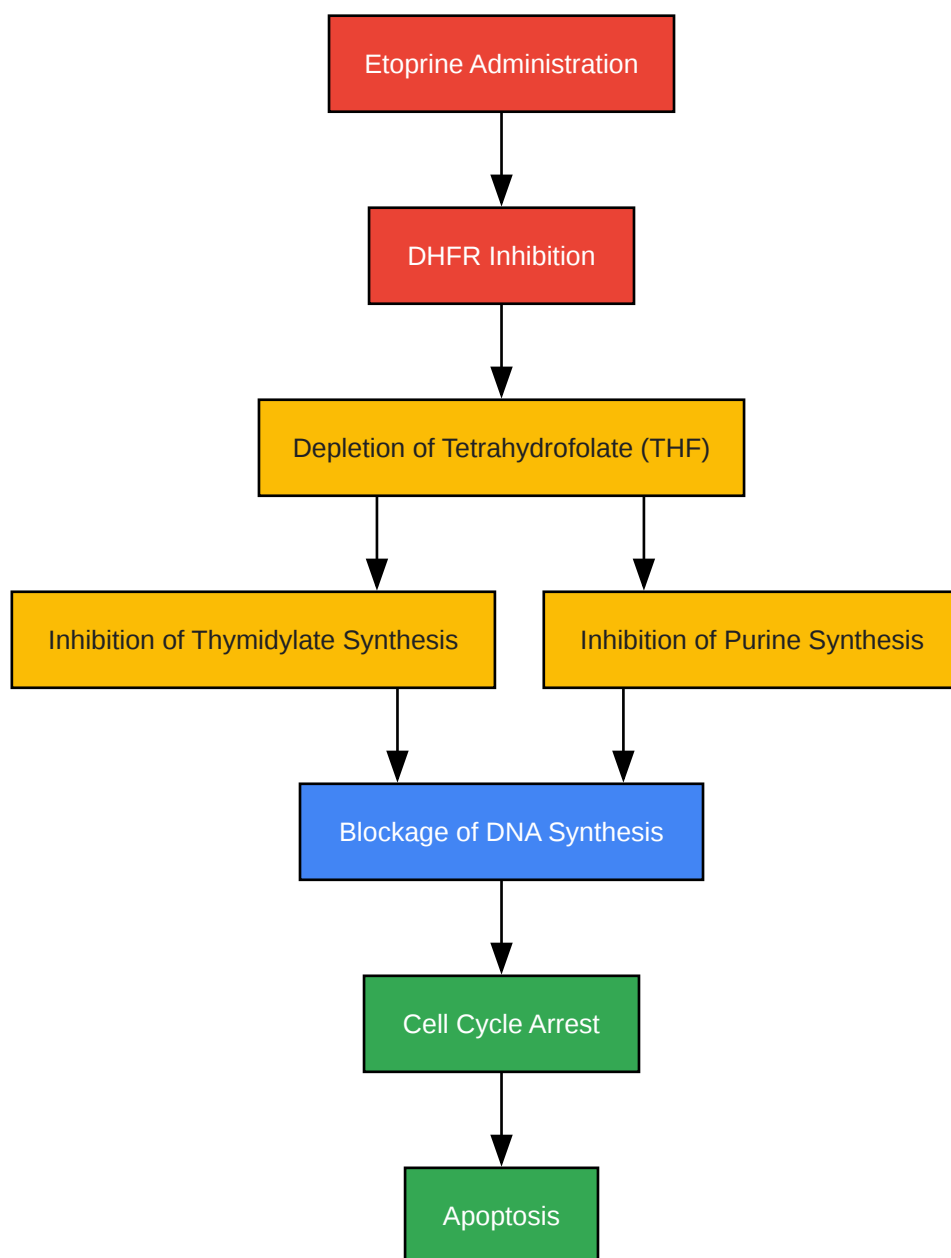 Etoprine Administration
DHFR Inhibition
Depletion of Tetrahydrofolate (THF)
Inhibition of Thymidylate Synthesis
Inhibition of Purine Synthesis
Blockage of DNA Synthesis
Cell Cycle Arrest
Apoptosis